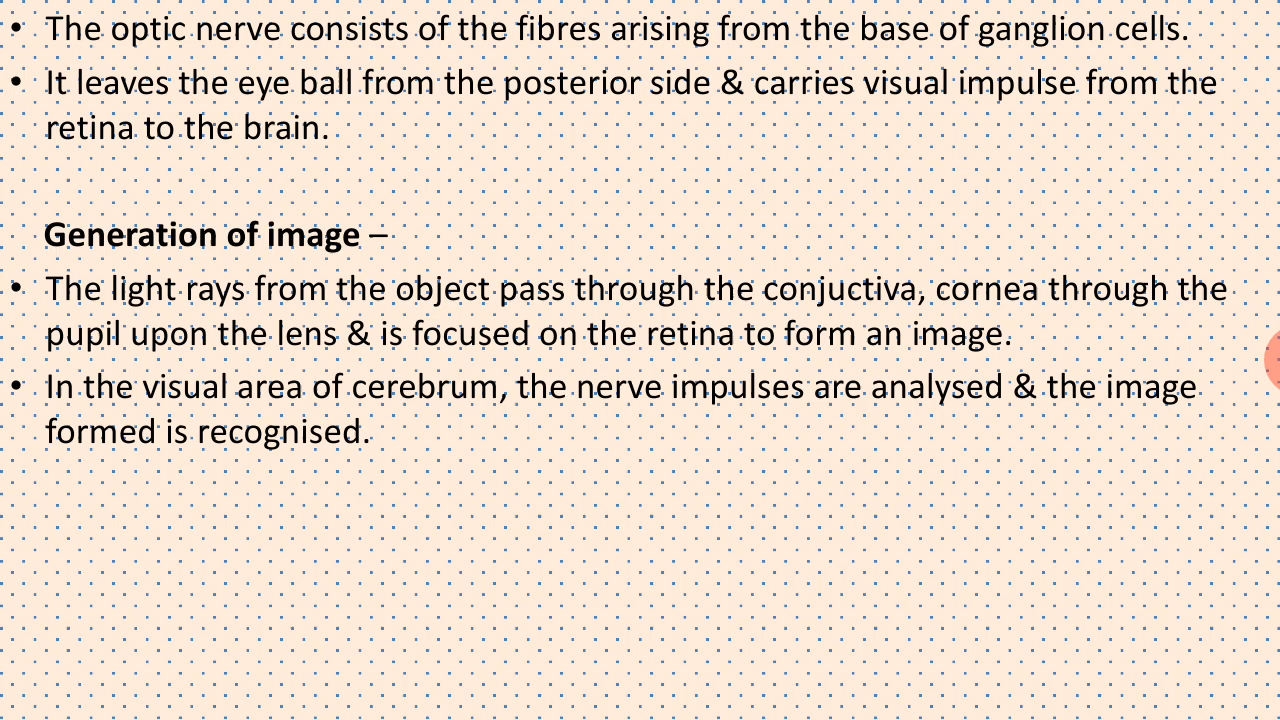 • The optic nerve consists of the fibres arising from the base of ganglion cells.
• It leaves the eye ball from the posterior side & carries visual impulse from the
retina to the brain.
Generation of image –
• The light rays from the object pass through the conjuctiva, cornea through the
pupil upon the lens & is focused on the retina to form an image.
• In the visual area of cerebrum, the nerve impulses are analysed & the image
formed is recognised.